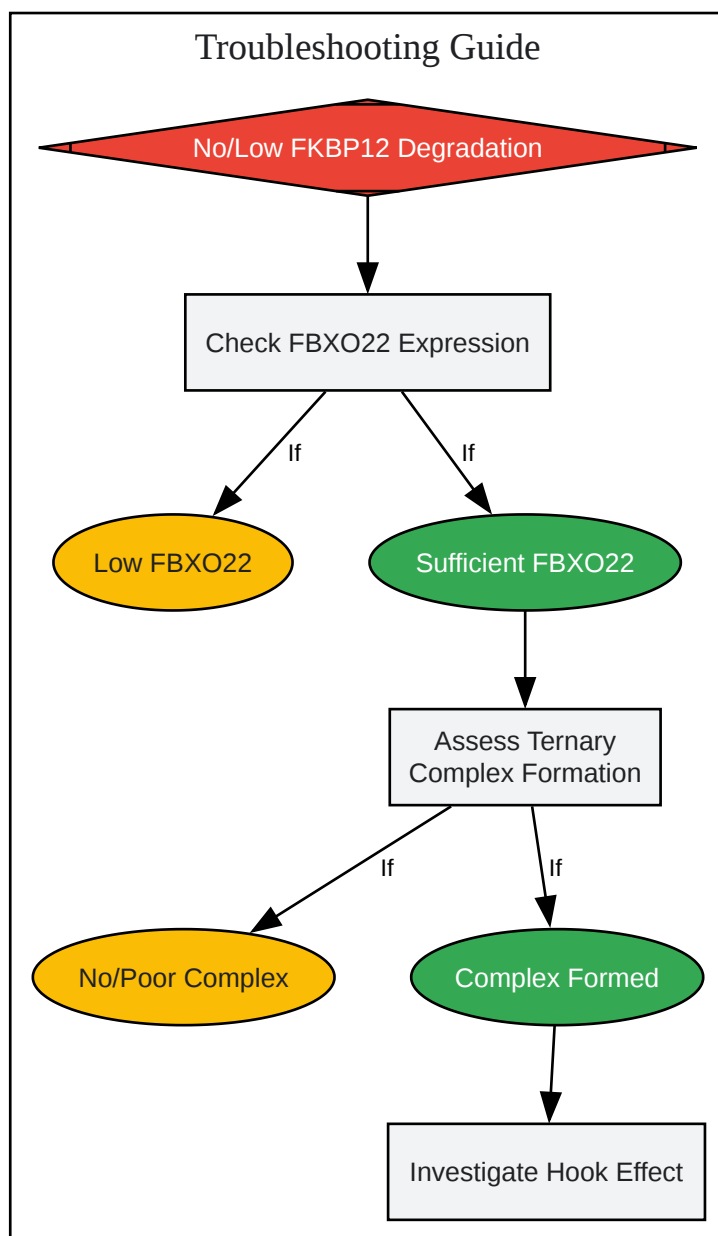 Troubleshooting Guide
No/Low FKBP12 Degradation
Check FBXO22 Expression
If
If
Low FBXO22
Sufficient FBXO22
Assess Ternary
Complex Formation
If
If
No/Poor Complex
Complex Formed
Investigate Hook Effect